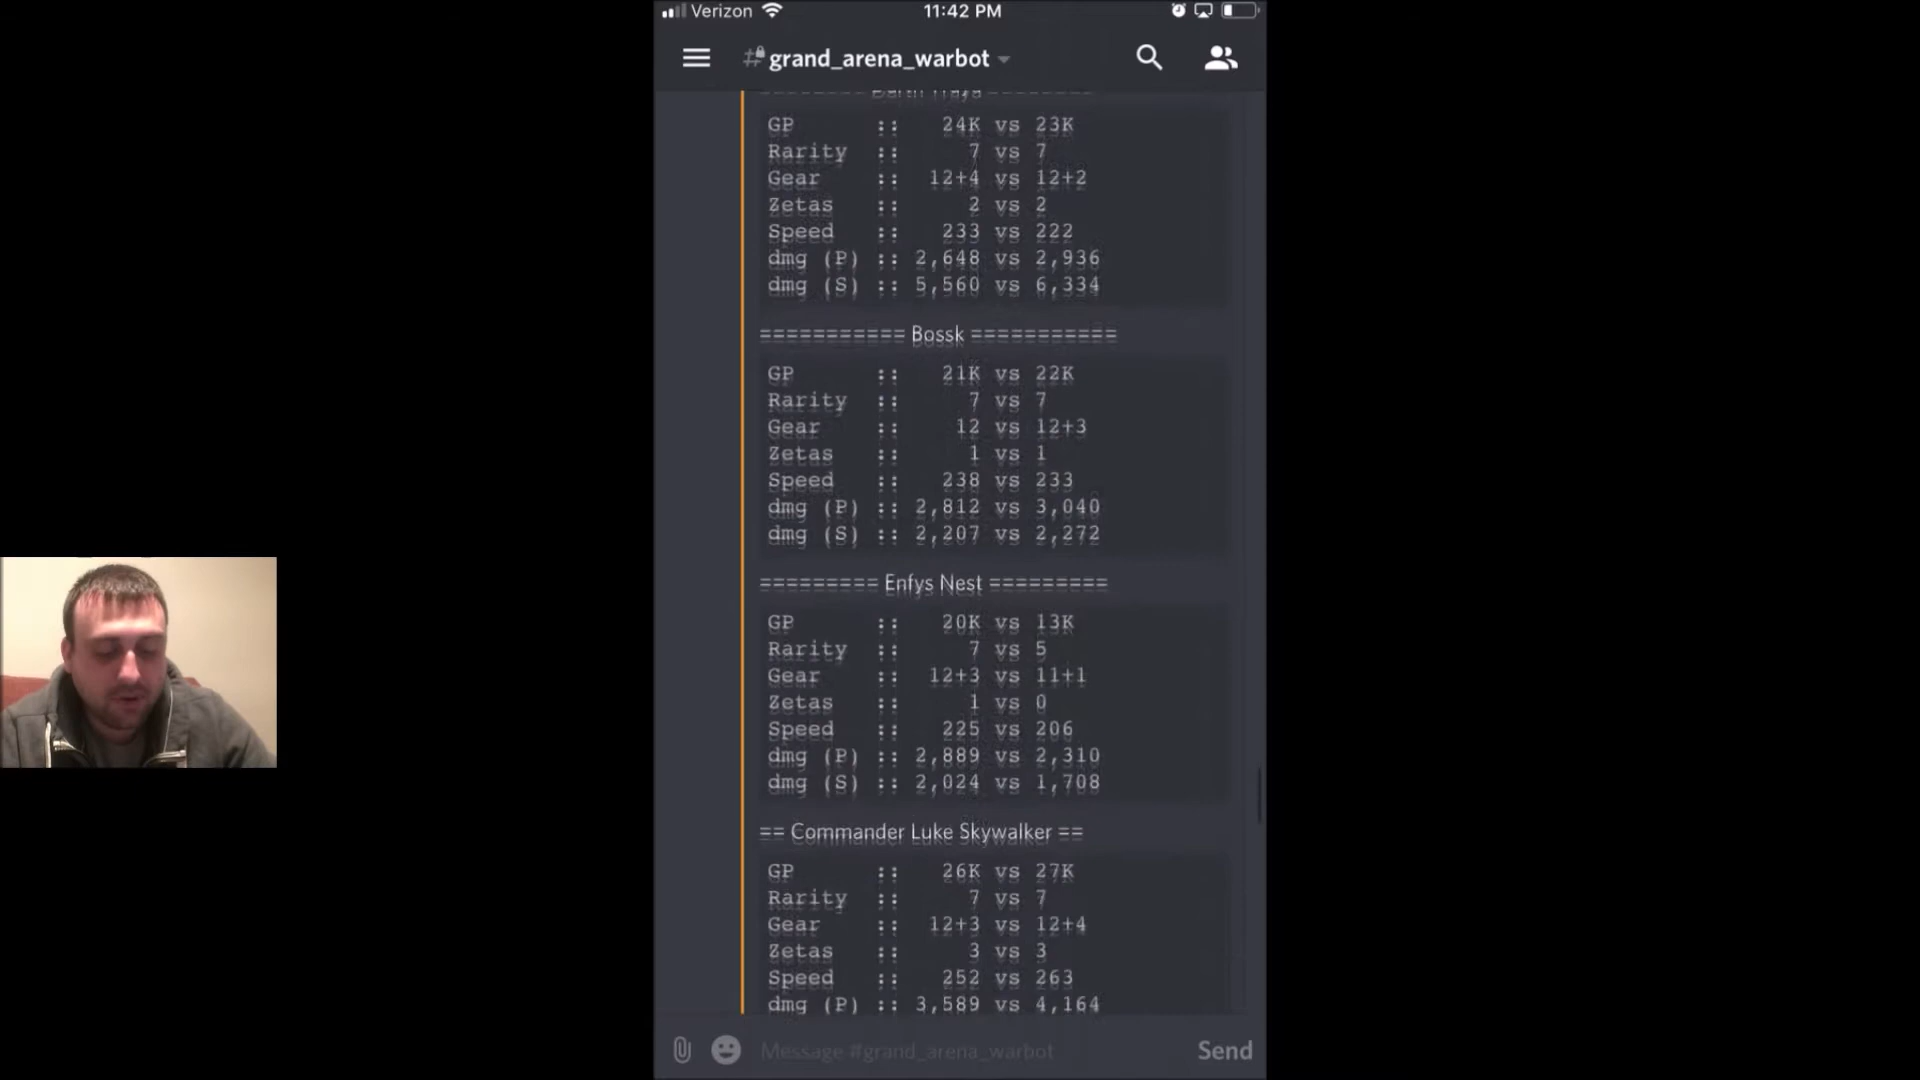 Verizon 11:42 PM
# grand_arena_warbot
======== Darth Traya ========
GP :: 24K vs 23K
Rarity :: 7 vs 7
Gear :: 12+4 vs 12+2
Zetas :: 2 vs 2
Speed :: 233 vs 222
dmg (P) :: 2,648 vs 2,936
dmg (S) :: 5,560 vs 6,334
=========== Bossk ===========
GP :: 21K vs 22K
Rarity :: 7 vs 7
Gear :: 12 vs 12+3
Zetas :: 1 vs 1
Speed :: 238 vs 233
dmg (P) :: 2,812 vs 3,040
dmg (S) :: 2,207 vs 2,272
========= Enfys Nest =========
GP :: 20K vs 13K
Rarity :: 7 vs 5
Gear :: 12+3 vs 11+1
Zetas :: 1 vs 0
Speed :: 225 vs 206
dmg (P) :: 2,889 vs 2,310
dmg (S) :: 2,024 vs 1,708
== Commander Luke Skywalker ==
GP :: 26K vs 27K
Rarity :: 7 vs 7
Gear :: 12+3 vs 12+4
Zetas :: 3 vs 3
Speed :: 252 vs 263
dmg (P) :: 3,589 vs 4,164
Message #grand_arena_warbot Send